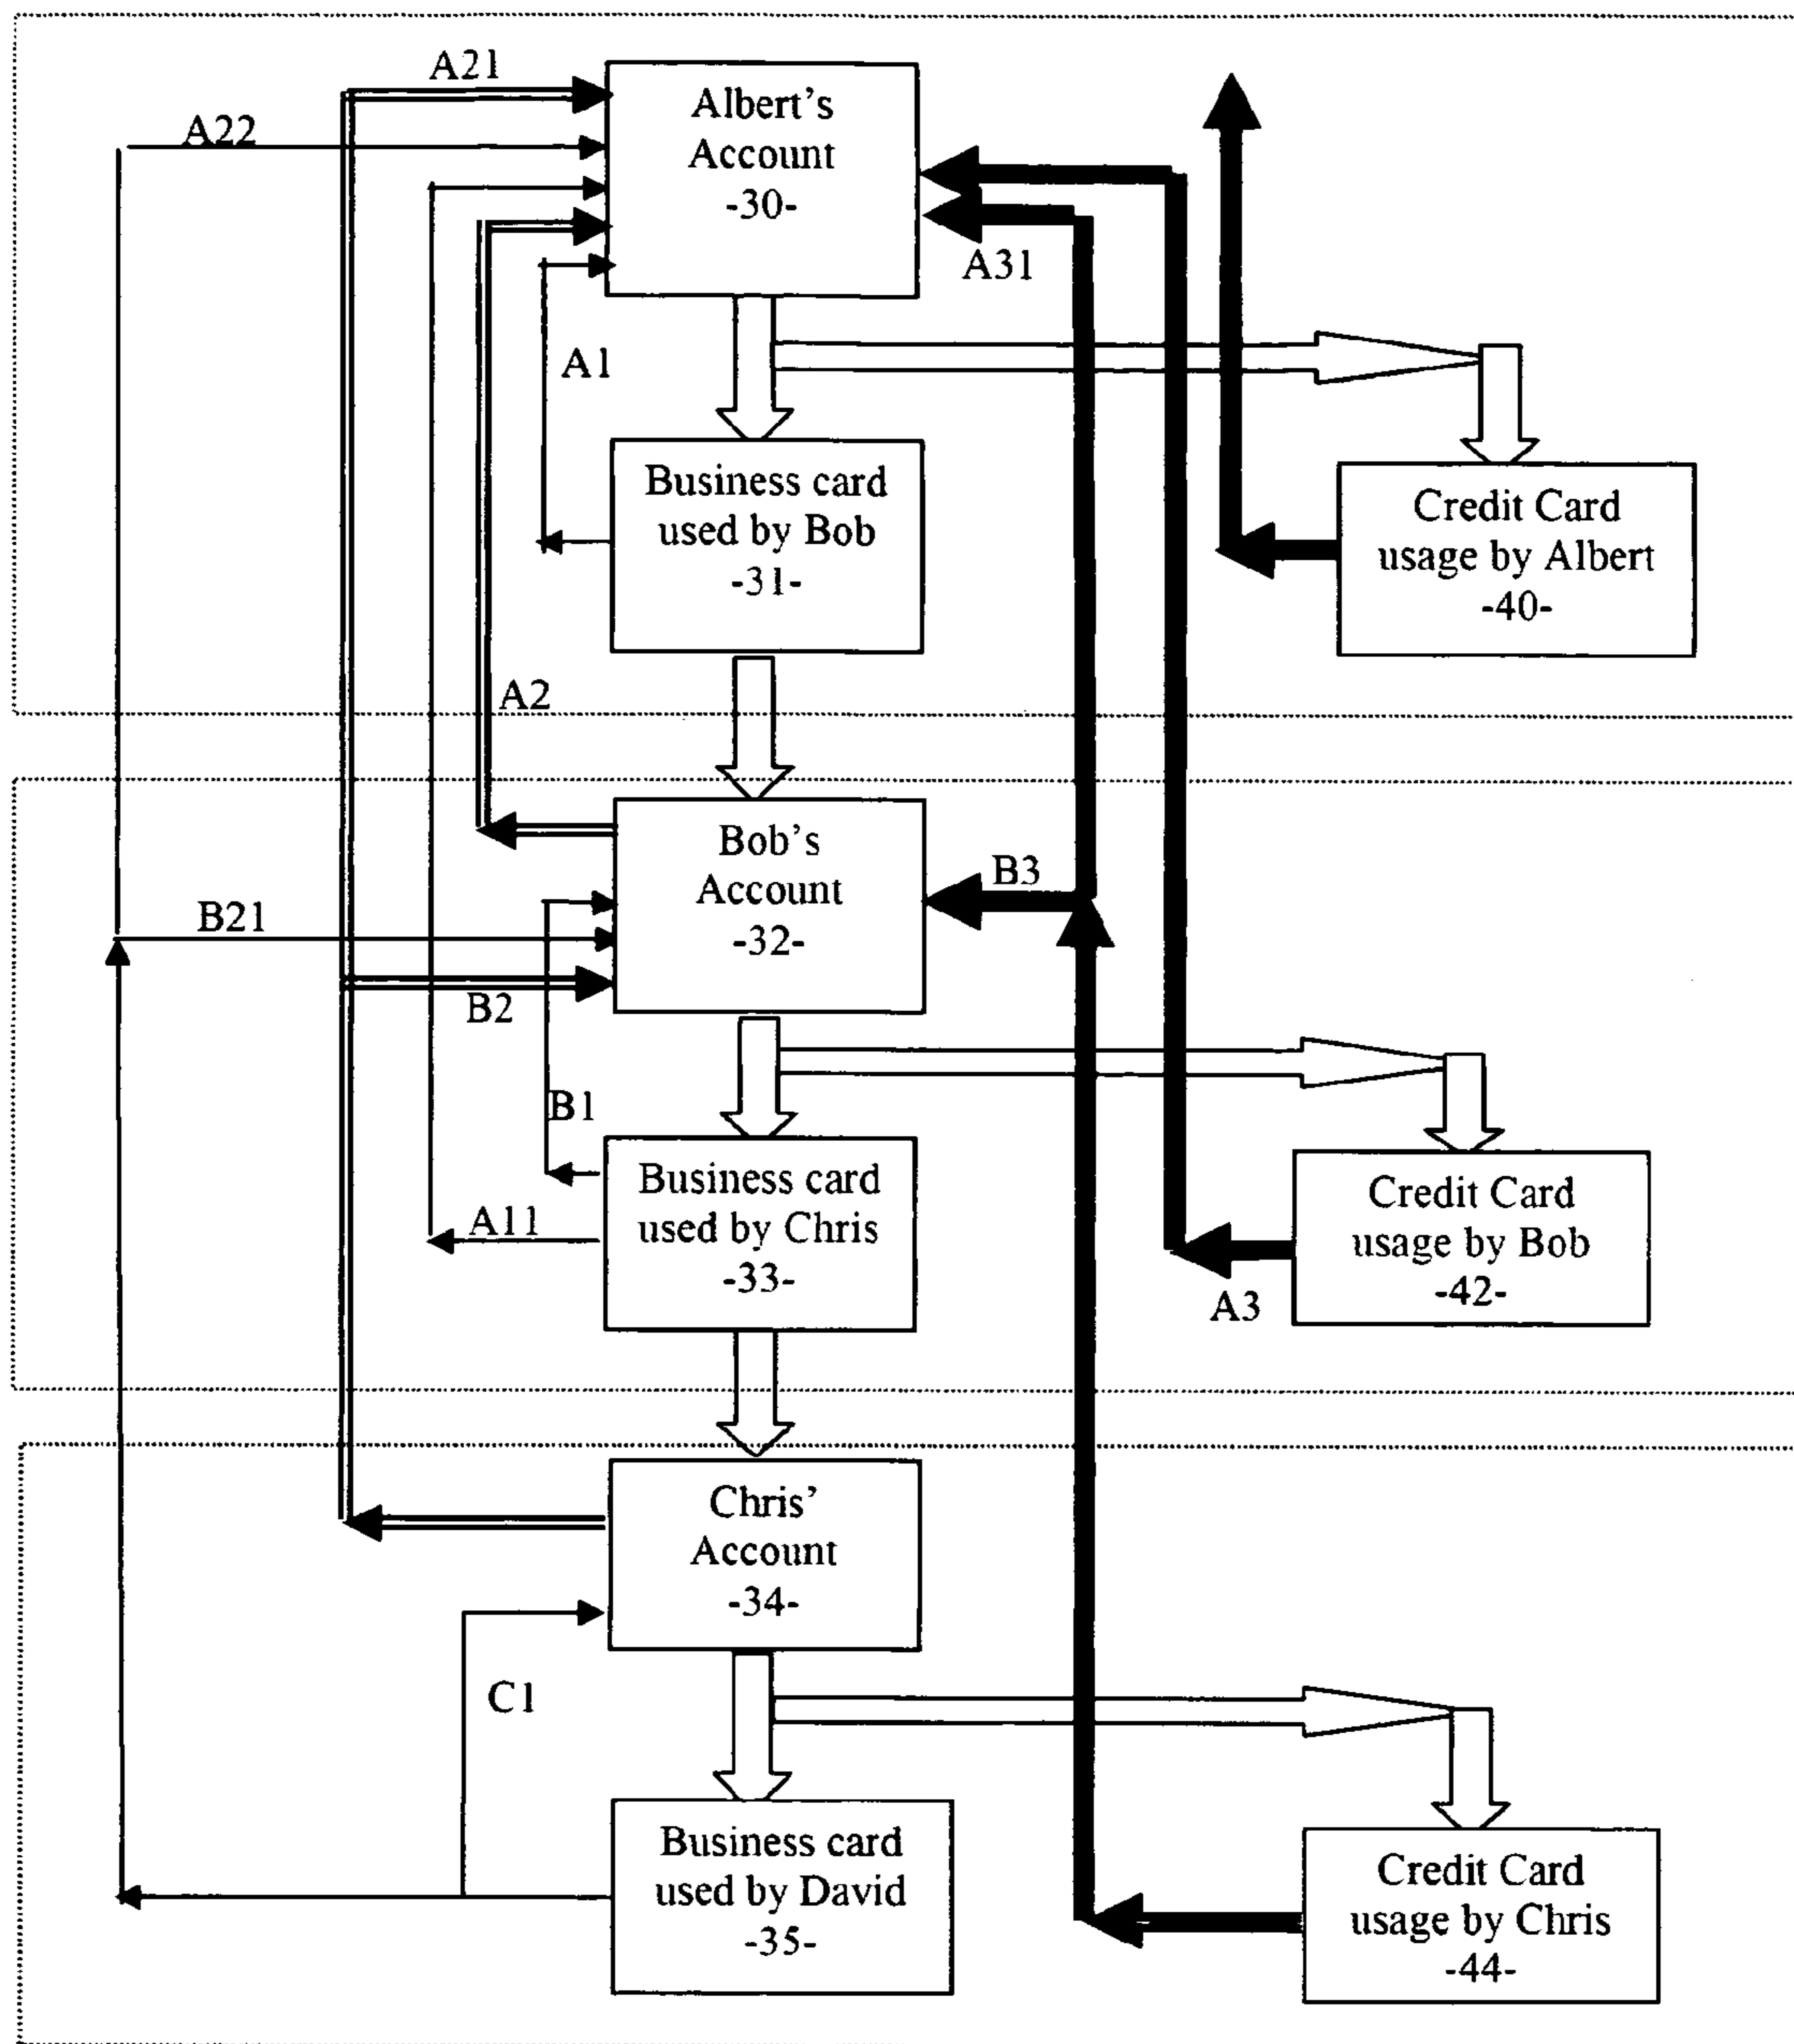 A21
Albert's
Account
-30-
A22
A31
A1
Business card
used by Bob
-31-
Credit Card
usage by Albert
-40-
A2
Bob's
Account
-32-
B3
B21
B2
B1
Business card
used by Chris
-33-
A11
Credit Card
usage by Bob
-42-
A3
Chris'
Account
-34-
C1
Business card
used by David
-35-
Credit Card
usage by Chris
-44-